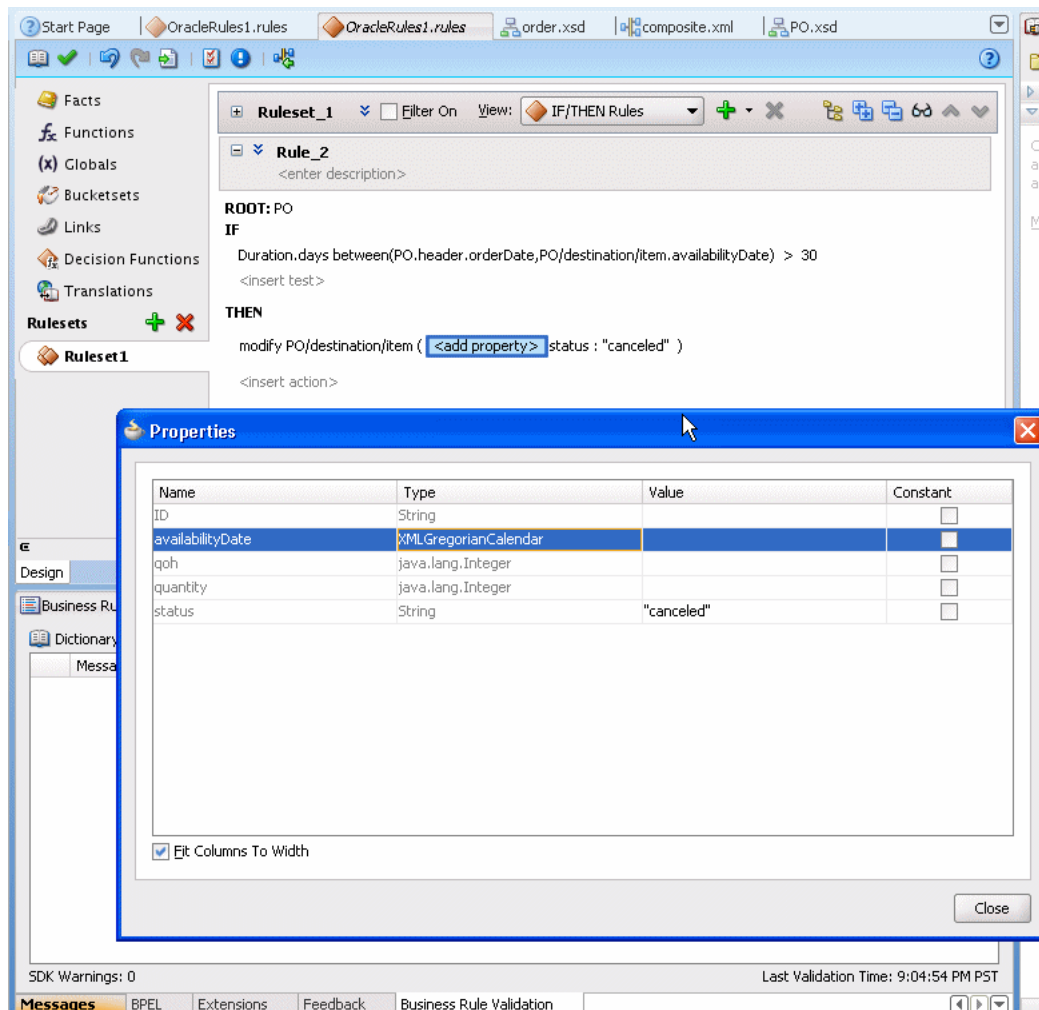 Start Page OracleRules1.rules OracleRules1.rules order.xsd composite.xml PO.xsd
Facts
Functions
(x) Globals
Bucketsets
Links
Decision Functions
Translations
Rulesets
Ruleset1
Ruleset_1 Filter On View: IF/THEN Rules
Rule_2
<enter description>
ROOT: PO
IF
Duration.days between(PO.header.orderDate,PO/destination/item.availabilityDate) > 30
<insert test>
THEN
modify PO/destination/item ( <add property> status : "canceled" )
<insert action>
Properties
Name Type Value Constant
ID String
availabilityDate XMLGregorianCalendar
qoh java.lang.Integer
quantity java.lang.Integer
status String "canceled"
Fit Columns To Width
Close
Design
Business Ru
Dictionary
Messa
SDK Warnings: 0 Last Validation Time: 9:04:54 PM PST
Messages BPEL Extensions Feedback Business Rule Validation